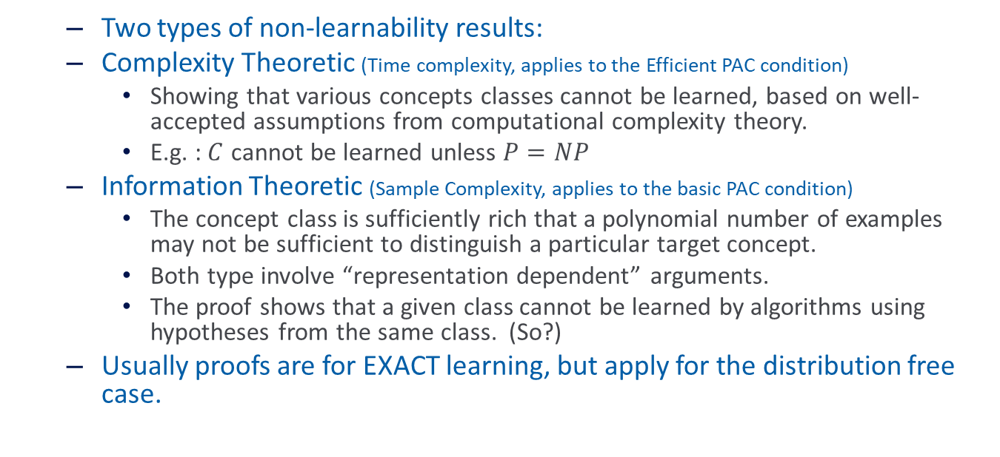 – Two types of non-learnability results:
– Complexity Theoretic (Time complexity, applies to the Efficient PAC condition)
• Showing that various concepts classes cannot be learned, based on well-
accepted assumptions from computational complexity theory.
• E.g. : C cannot be learned unless P = NP
– Information Theoretic (Sample Complexity, applies to the basic PAC condition)
• The concept class is sufficiently rich that a polynomial number of examples
may not be sufficient to distinguish a particular target concept.
• Both type involve “representation dependent” arguments.
• The proof shows that a given class cannot be learned by algorithms using
hypotheses from the same class. (So?)
– Usually proofs are for EXACT learning, but apply for the distribution free
case.